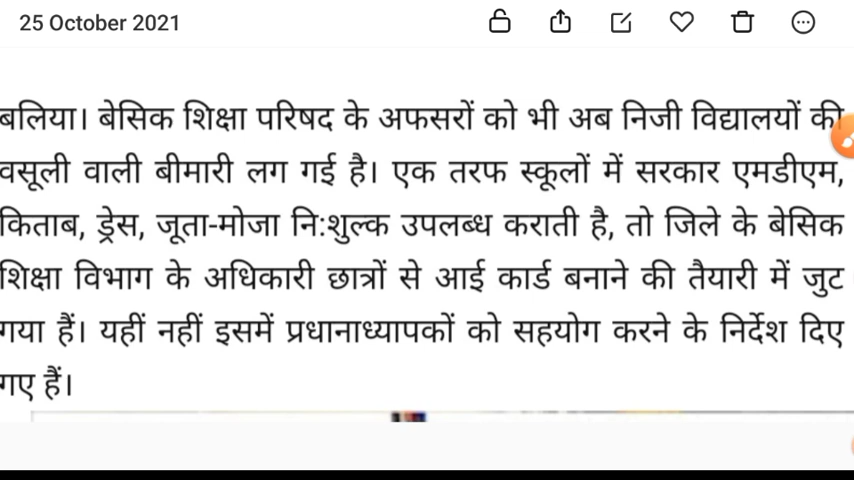 25 October 2021
बलिया। बेसिक शिक्षा परिषद के अफसरों को भी अब निजी विद्यालयों की
वसूली वाली बीमारी लग गई है। एक तरफ स्कूलों में सरकार एमडीएम,
किताब, ड्रेस, जूता-मोजा नि:शुल्क उपलब्ध कराती है, तो जिले के बेसिक
शिक्षा विभाग के अधिकारी छात्रों से आई कार्ड बनाने की तैयारी में जुट
गया हैं। यहीं नहीं इसमें प्रधानाध्यापकों को सहयोग करने के निर्देश दिए
गए हैं।